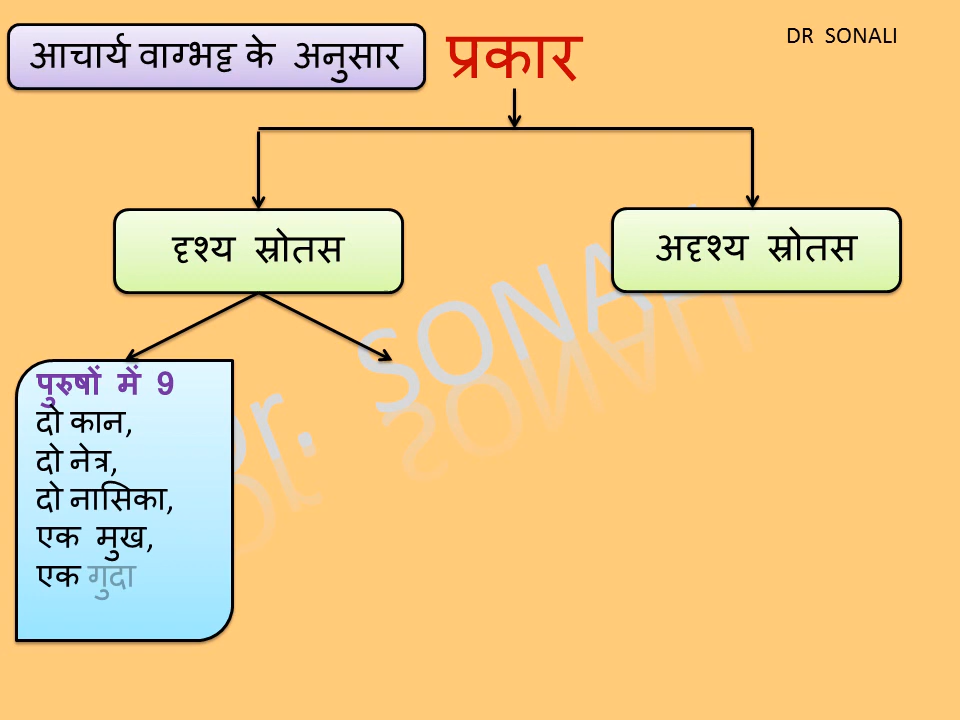 आचार्य वाग्भट्ट के अनुसार
प्रकार
DR SONALI
दृश्य स्रोतस
अदृश्य स्रोतस
Dr. SONALI
पुरुषों में 9
दो कान,
दो नेत्र,
दो नासिका,
एक मुख,
एक गुदा